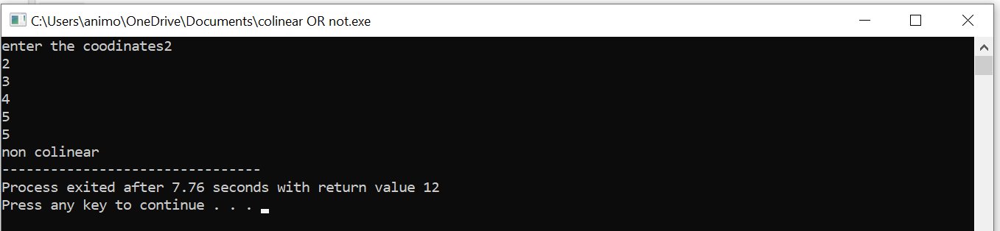 C:\Users\animo\OneDrive\Documents\colinear OR not.exe
enter the coodinates2
2
3
4
5
5
non colinear
--------------------------------
Process exited after 7.76 seconds with return value 12
Press any key to continue . . .